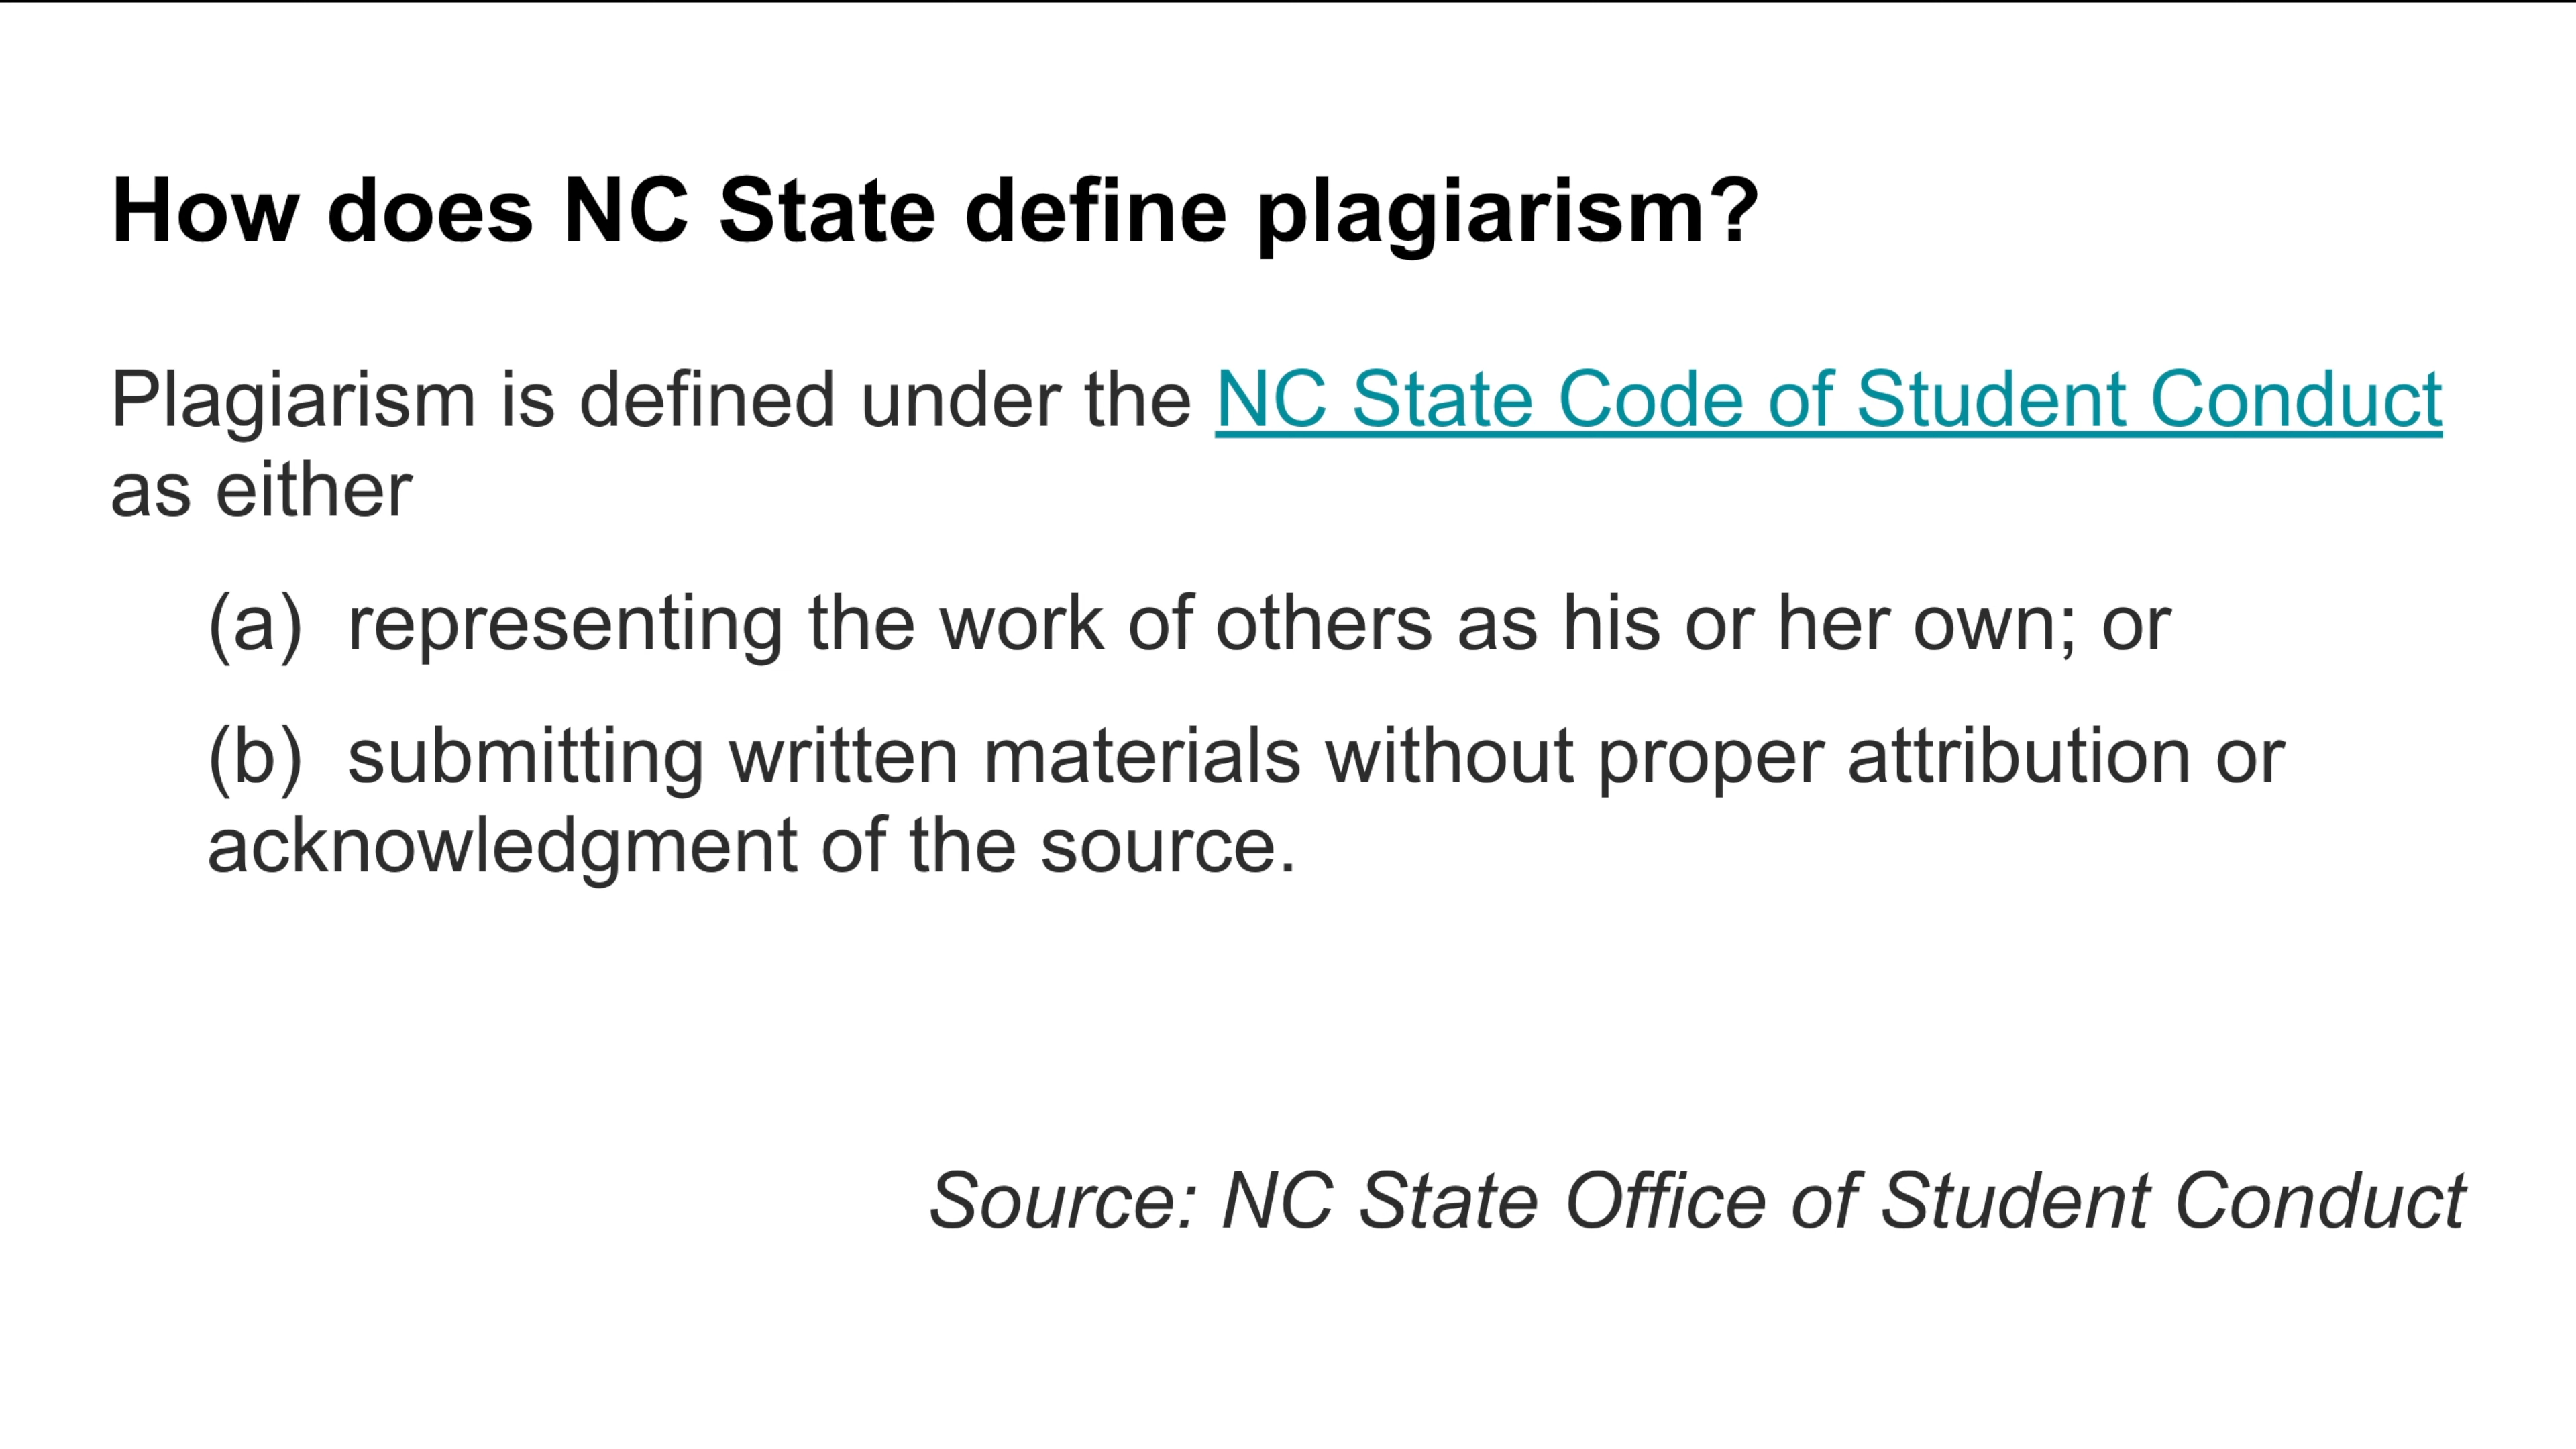 How does NC State define plagiarism?
Plagiarism is defined under the NC State Code of Student Conduct
as either
(a) representing the work of others as his or her own; or
(b) submitting written materials without proper attribution or
acknowledgment of the source.
Source: NC State Office of Student Conduct